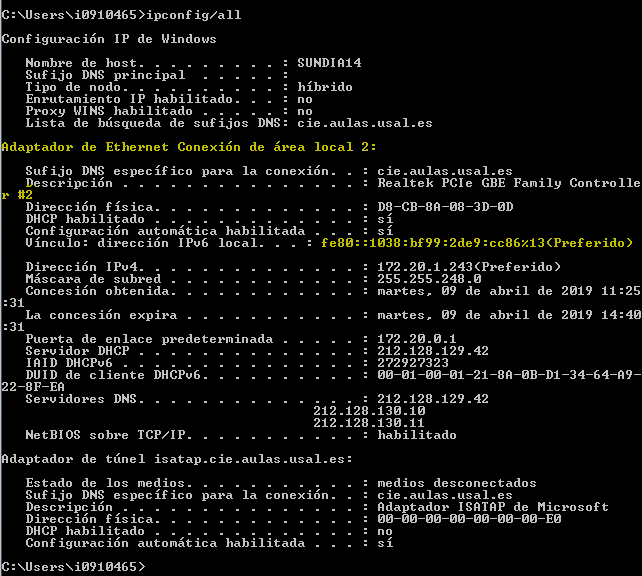 C:\Users\i0910465>ipconfig/all
Configuración IP de Windows
Nombre de host. . . . . . . . . : SUNDIA14
Sufijo DNS principal . . . . . :
Tipo de nodo. . . . . . . . . . : híbrido
Enrutamiento IP habilitado. . . : no
Proxy WINS habilitado . . . . . : no
Lista de búsqueda de sufijos DNS: cie.aulas.usal.es
Adaptador de Ethernet Conexión de área local 2:
Sufijo DNS específico para la conexión. . : cie.aulas.usal.es
Descripción . . . . . . . . . . . . . . . : Realtek PCIe GBE Family Controlle
r #2
Dirección física. . . . . . . . . . . . . : D8-CB-8A-08-3D-0D
DHCP habilitado . . . . . . . . . . . . . : sí
Configuración automática habilitada . . . : sí
Vínculo: dirección IPv6 local. . . : fe80::1038:bf99:2de9:cc86%13(Preferido)
Dirección IPv4. . . . . . . . . . . . . . : 172.20.1.243(Preferido)
Máscara de subred . . . . . . . . . . . . : 255.255.248.0
Concesión obtenida. . . . . . . . . . . . : martes, 09 de abril de 2019 11:25
:31
La concesión expira . . . . . . . . . . . : martes, 09 de abril de 2019 14:40
:31
Puerta de enlace predeterminada . . . . . : 172.20.0.1
Servidor DHCP . . . . . . . . . . . . . . : 212.128.129.42
IAID DHCPv6 . . . . . . . . . . . . . . . : 272927323
DUID de cliente DHCPv6. . . . . . . . . . : 00-01-00-01-21-8A-0B-D1-34-64-A9-
22-8F-EA
Servidores DNS. . . . . . . . . . . . . . : 212.128.129.42
212.128.130.10
212.128.130.11
NetBIOS sobre TCP/IP. . . . . . . . . . . : habilitado
Adaptador de túnel isatap.cie.aulas.usal.es:
Estado de los medios. . . . . . . . . . . : medios desconectados
Sufijo DNS específico para la conexión. . : cie.aulas.usal.es
Descripción . . . . . . . . . . . . . . . : Adaptador ISATAP de Microsoft
Dirección física. . . . . . . . . . . . . : 00-00-00-00-00-00-00-E0
DHCP habilitado . . . . . . . . . . . . . : no
Configuración automática habilitada . . . : sí
C:\Users\i0910465>